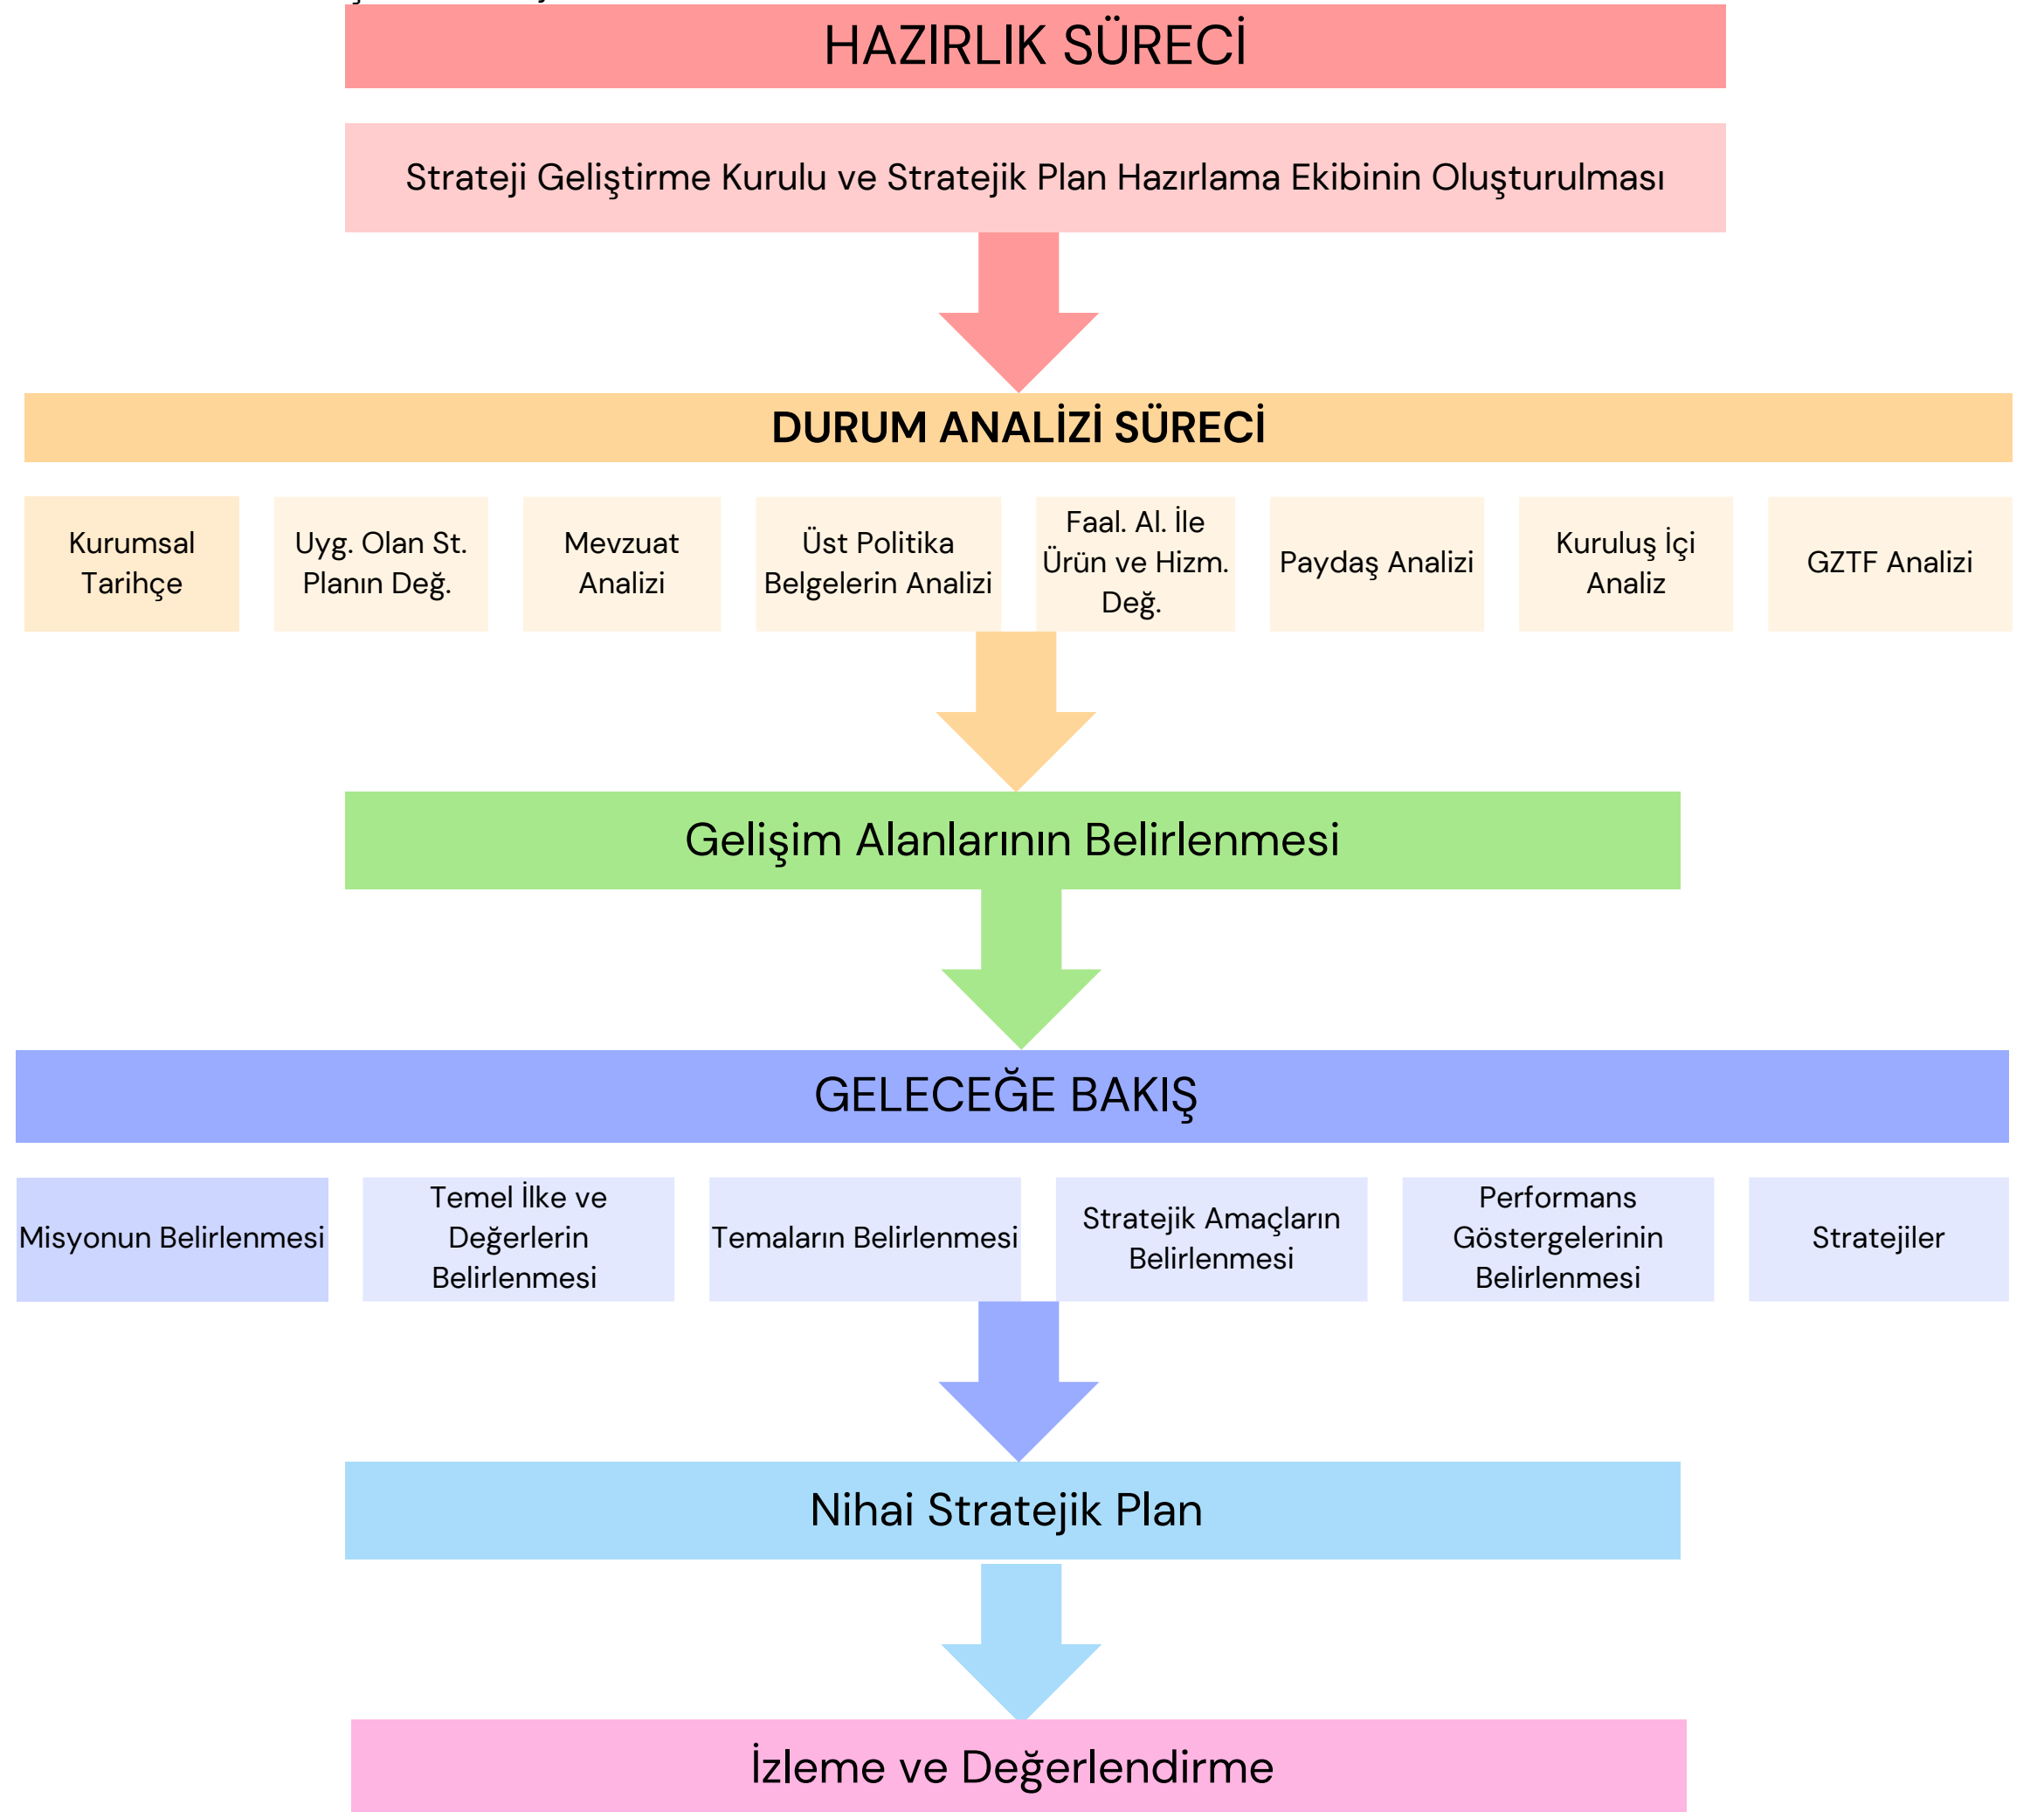 HAZIRLIK SÜRECİ
Strateji Geliştirme Kurulu ve Stratejik Plan Hazırlama Ekibinin Oluşturulması
DURUM ANALİZİ SÜRECİ
Kurumsal
Tarihçe
Uyg. Olan St.
Planın Değ.
Mevzuat
Analizi
Üst Politika
Belgelerin Analizi
Faal. Al. İle
Ürün ve Hizm.
Değ.
Paydaş Analizi
Kuruluş İçi
Analiz
GZTF Analizi
Gelişim Alanlarının Belirlenmesi
GELECEĞE BAKIŞ
Misyonun Belirlenmesi
Temel İlke ve
Değerlerin
Belirlenmesi
Temaların Belirlenmesi
Stratejik Amaçların
Belirlenmesi
Performans
Göstergelerinin
Belirlenmesi
Stratejiler
Nihai Stratejik Plan
İzleme ve Değerlendirme